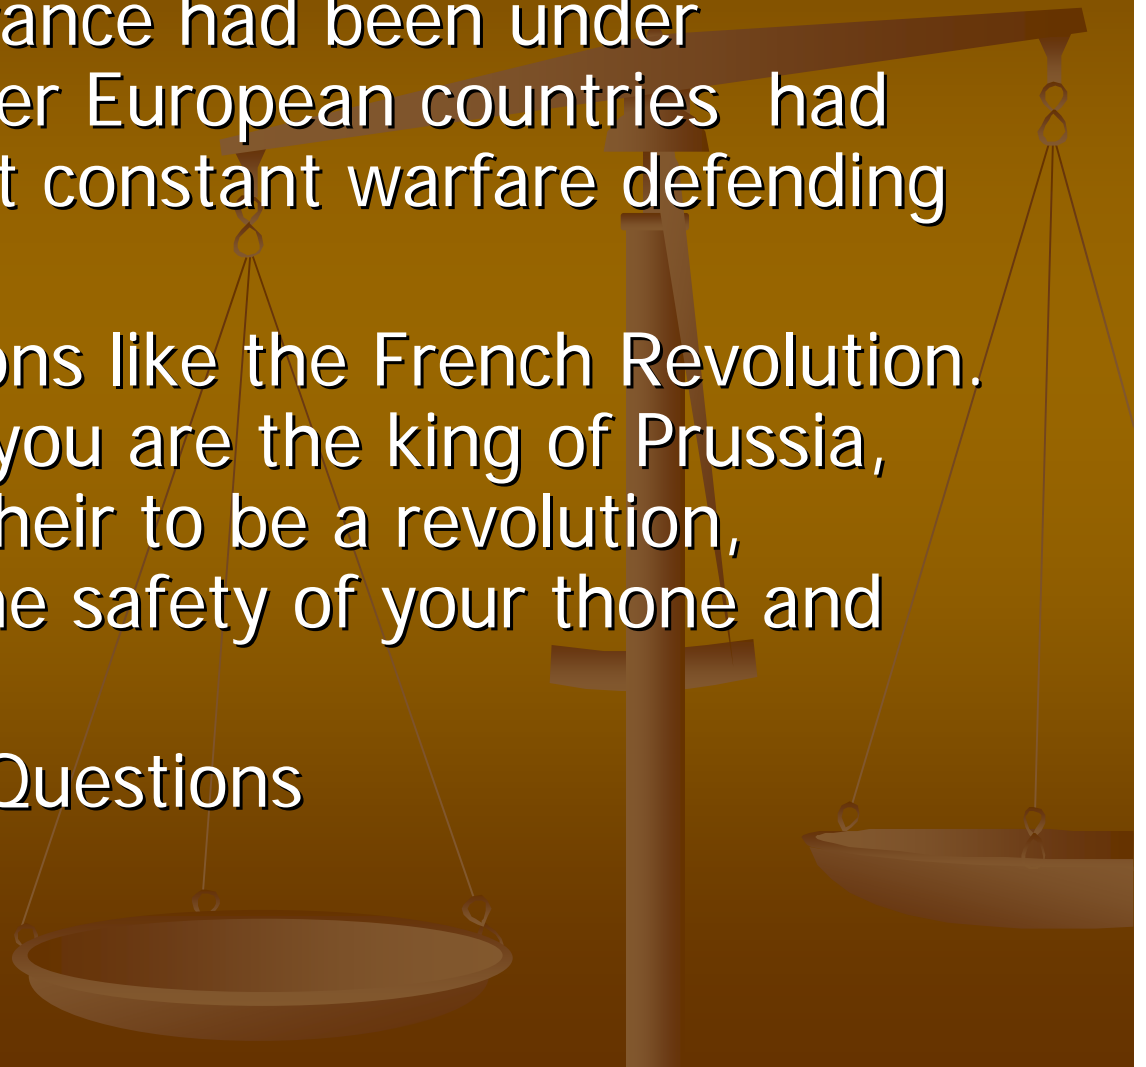 ance had been under
er European countries had
t constant warfare defending
ons like the French Revolution.
you are the king of Prussia,
heir to be a revolution,
he safety of your thone and
Questions